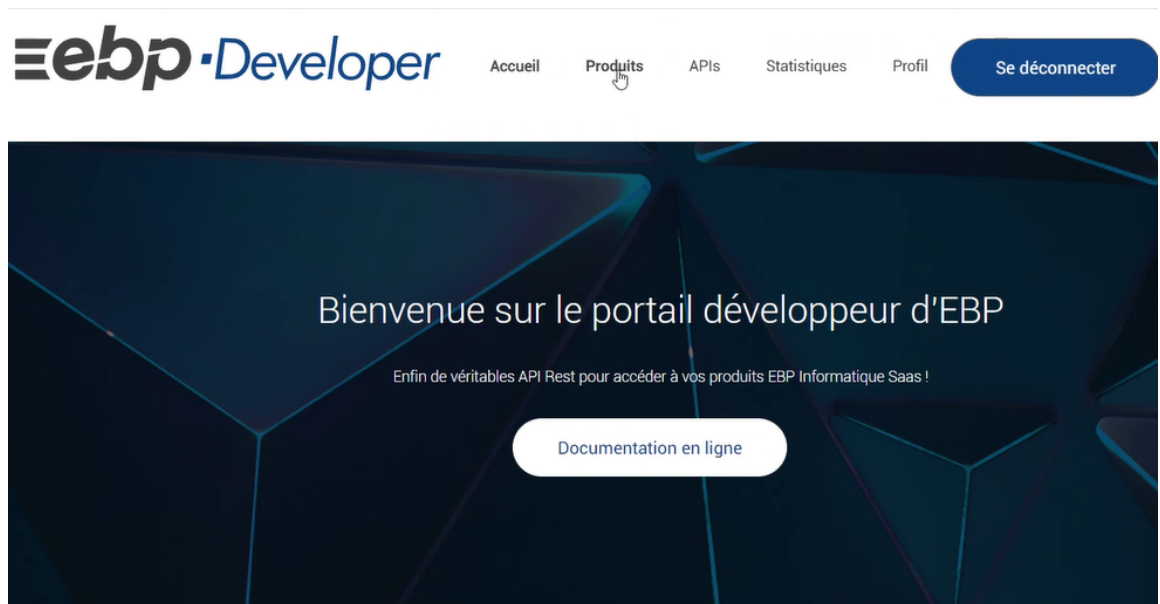 ebp Developer
Accueil Produits APIs Statistiques Profil Se déconnecter
Bienvenue sur le portail développeur d'EBP
Enfin de véritables API Rest pour accéder à vos produits EBP Informatique Saas !
Documentation en ligne